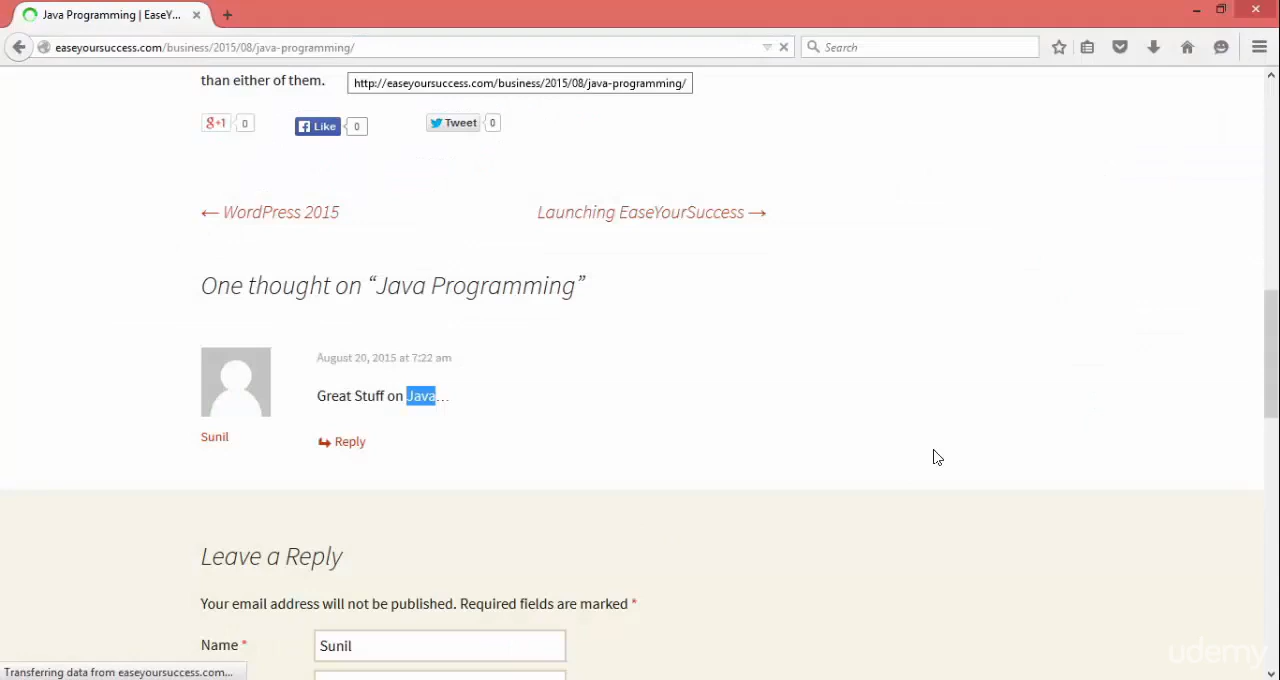 Java Programming | EaseY...
easeyoursuccess.com/business/2015/08/java-programming/
Search
than either of them.
http://easeyoursuccess.com/business/2015/08/java-programming/
g+1 0
Like 0
Tweet 0
← WordPress 2015
Launching EaseYourSuccess →
One thought on “Java Programming”
August 20, 2015 at 7:22 am
Great Stuff on Java...
Sunil
Reply
Leave a Reply
Your email address will not be published. Required fields are marked *
Name *
Sunil
Transferring data from easeyoursuccess.com...
udemy